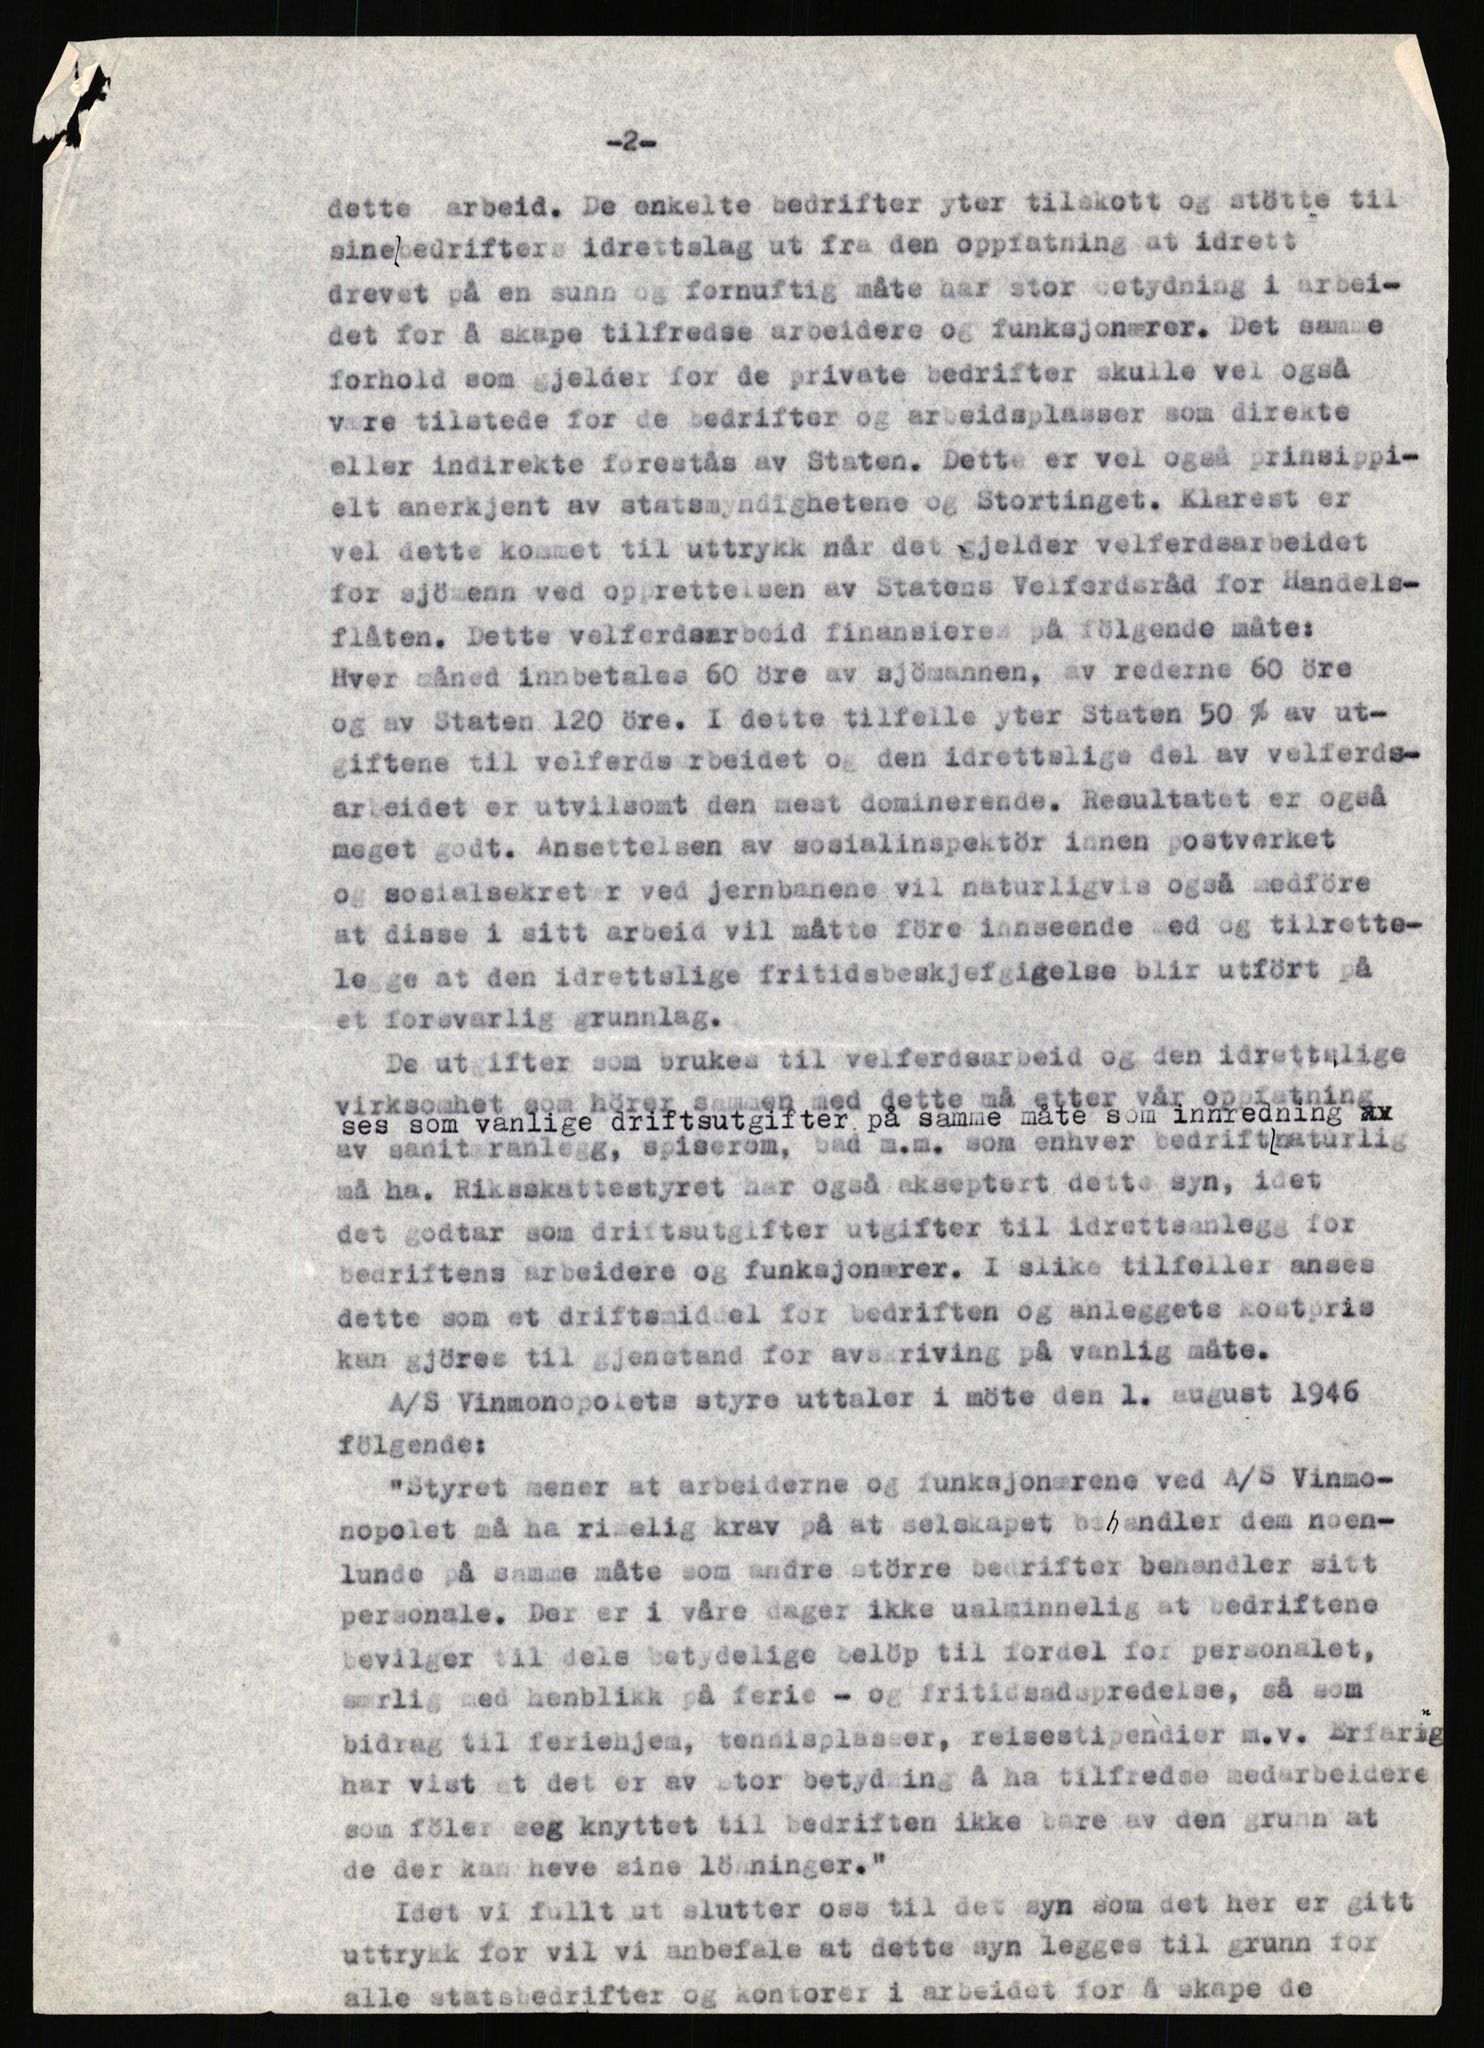 -2-
dette arbeid. De enkelte bedrifter yter tilskott og stötte til
sine bedrifters idrettslag ut fra den oppfatning at idrett
drevet på en sunn og fornuftig måte har stor betydning i arbei-
det for å skape tilfredse arbeidere og funksjonærer. Det samme
forhold som gjelder for de private bedrifter skulle vel også
være tilstede for de bedrifter og arbeidsplasser som direkte
eller indirekte forestås av Staten. Dette er vel også prinsippi-
elt anerkjent av statsmyndighetene og Stortinget. Klarest er
vel dette kommet til uttrykk når det gjelder velferdsarbeidet
for sjömenn ved opprettelsen av Statens Velferdsråd for Handels-
flåten. Dette velferdsarbeid finansieres på fölgende måte:
Hver måned innbetales 60 öre av sjömannen, av rederne 60 öre
og av Staten 120 öre. I dette tilfelle yter Staten 50 % av ut-
giftene til velferdsarbeidet og den idrettslige del av velferds-
arbeidet er utvilsomt den mest dominerende. Resultatet er også
meget godt. Ansettelsen av sosialinspektör innen postverket
og sosialsekretær ved jernbanene vil naturligvis også medföre
at disse i sitt arbeid vil måtte före innseende med og tilrette-
legge at den idrettslige fritidsbeskjefgigelse blir utfört på
et forsvarlig grunnlag.
De utgifter som brukes til velferdsarbeid og den idrettslige
virksomhet som hörer sammen med dette må etter vår oppfatning
ses som vanlige driftsutgifter på samme måte som innredning av
av sanitæranlegg, spiserom, bad m.m. som enhver bedrift naturlig
må ha. Riksskattestyret har også akseptert dette syn, idet
det godtar som driftsutgifter utgifter til idrettsanlegg for
bedriftens arbeidere og funksjonærer. I slike tilfeller anses
dette som et driftsmiddel for bedriften og anleggets kostpris
kan gjöres til gjenstand for avskriving på vanlig måte.
A/S Vinmonopolets styre uttaler i möte den 1. august 1946
fölgende:
"Styret mener at arbeiderne og funksjonærene ved A/S Vinmo-
nopolet må ha rimelig krav på at selskapet behandler dem noen-
lunde på samme måte som andre större bedrifter behandler sitt
personale. Der er i våre dager ikke ualminnelig at bedriftene
bevilger til dels betydelige belöp til fordel for personalet,
særlig med henblikk på ferie - og fritidsadspredelse, så som
bidrag til feriehjem, tennisplasser, reisestipendier m.v. Erfaring
har vist at det er av stor betydning å ha tilfredse medarbeidere
som föler seg knyttet til bedriften ikke bare av den grunn at
de der kan heve sine lönninger."
Idet vi fullt ut slutter oss til det syn som det her er gitt
uttrykk for vil vi anbefale at dette syn legges til grunn for
alle statsbedrifter og kontorer i arbeidet for å skape de